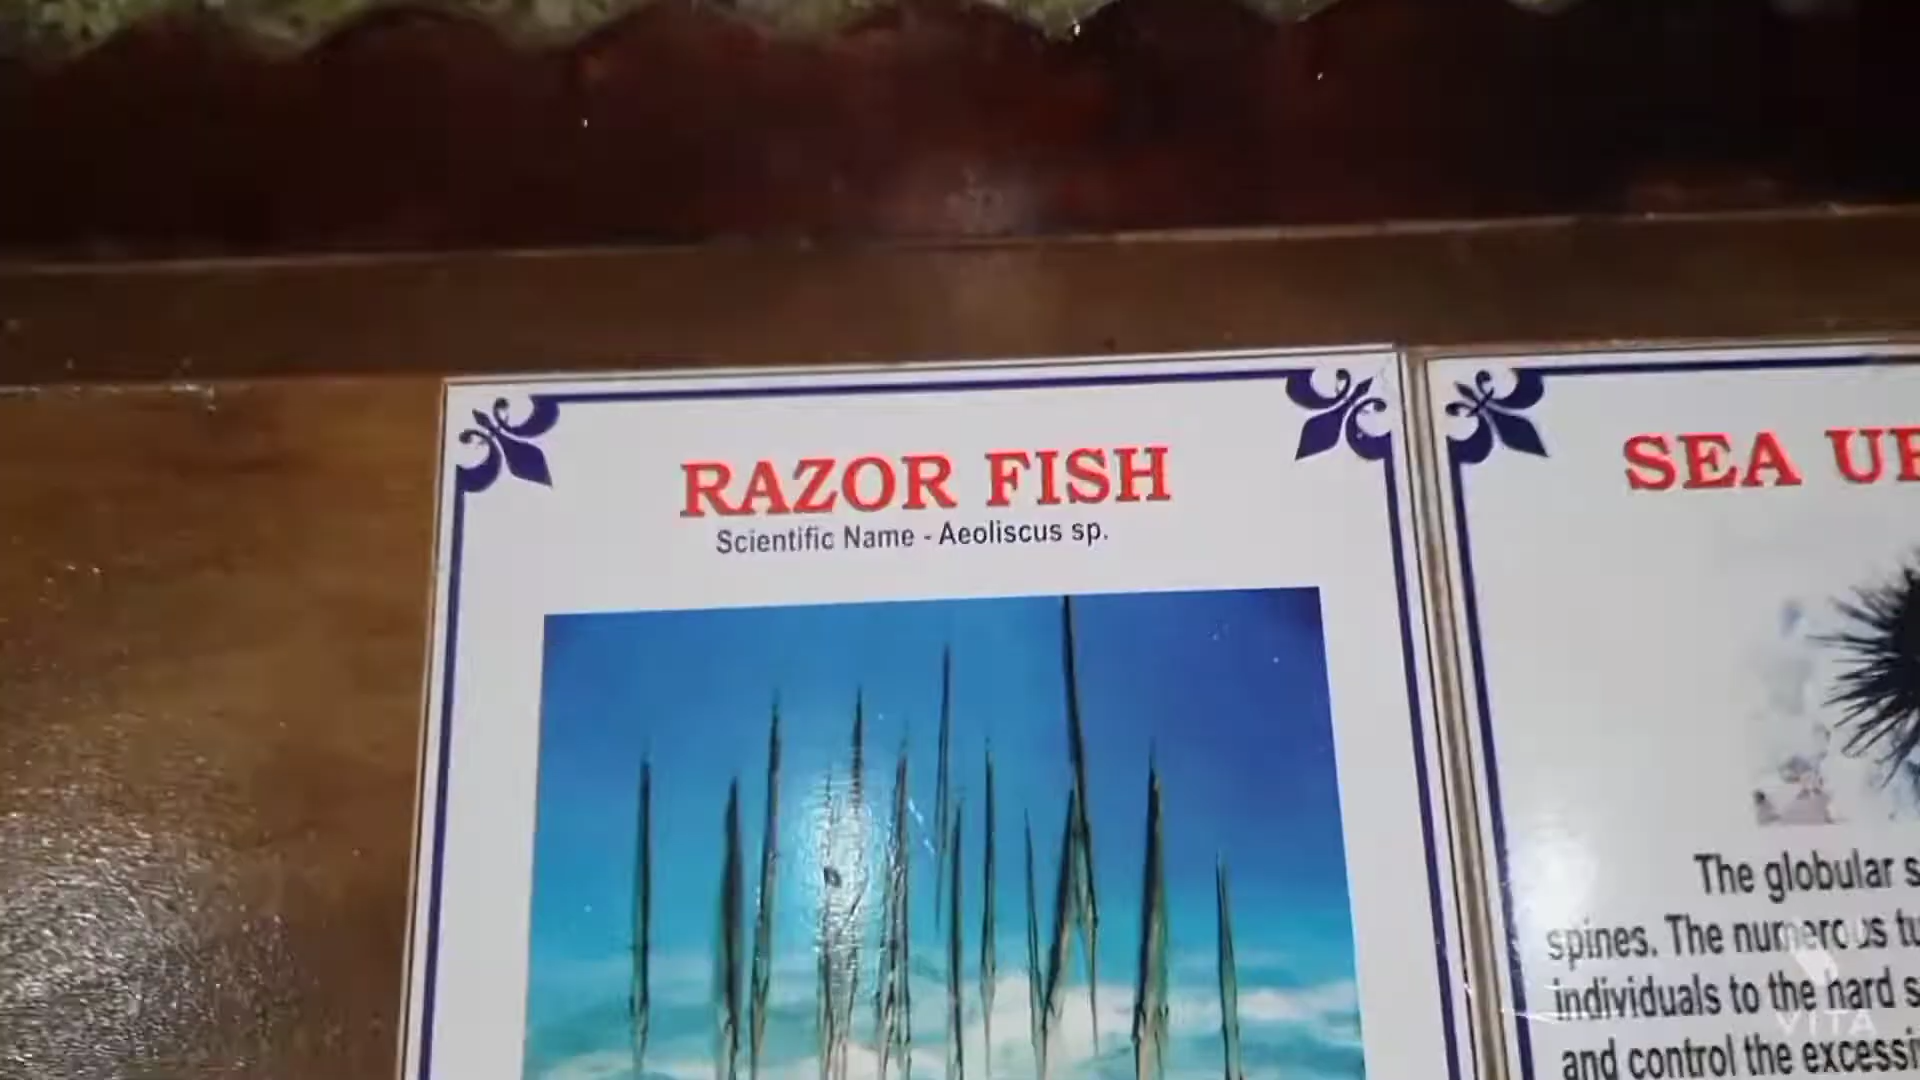 RAZOR FISH
Scientific Name - Aeoliscus sp.
SEA
The globular
spines. The numerous
individuals to the hard
and control the
VITA